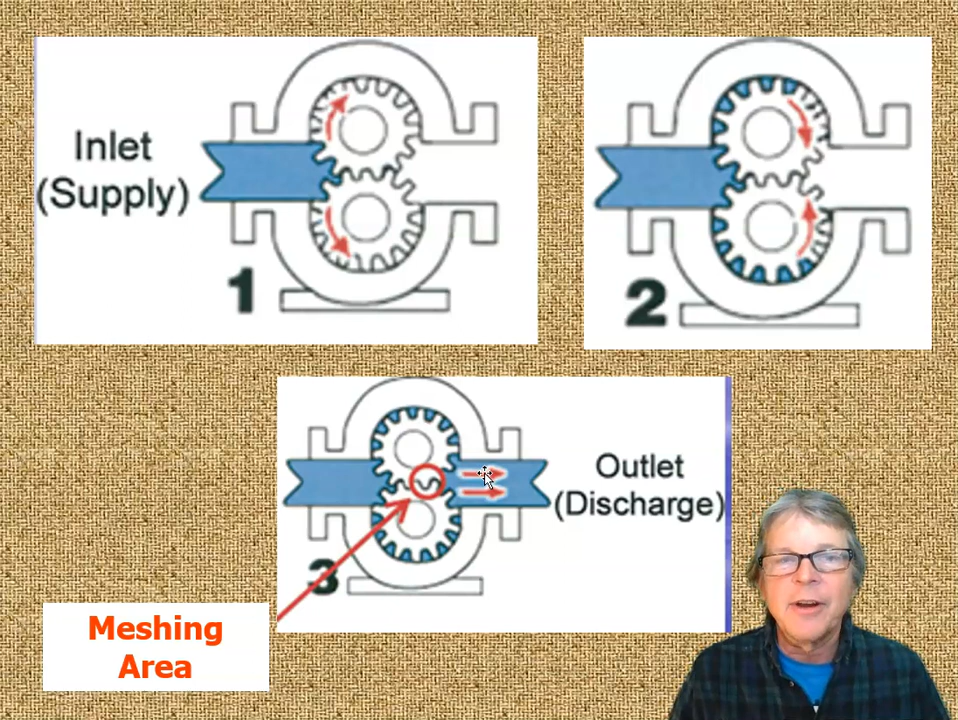 Inlet
(Supply)
1
2
Outlet
(Discharge)
3
Meshing
Area